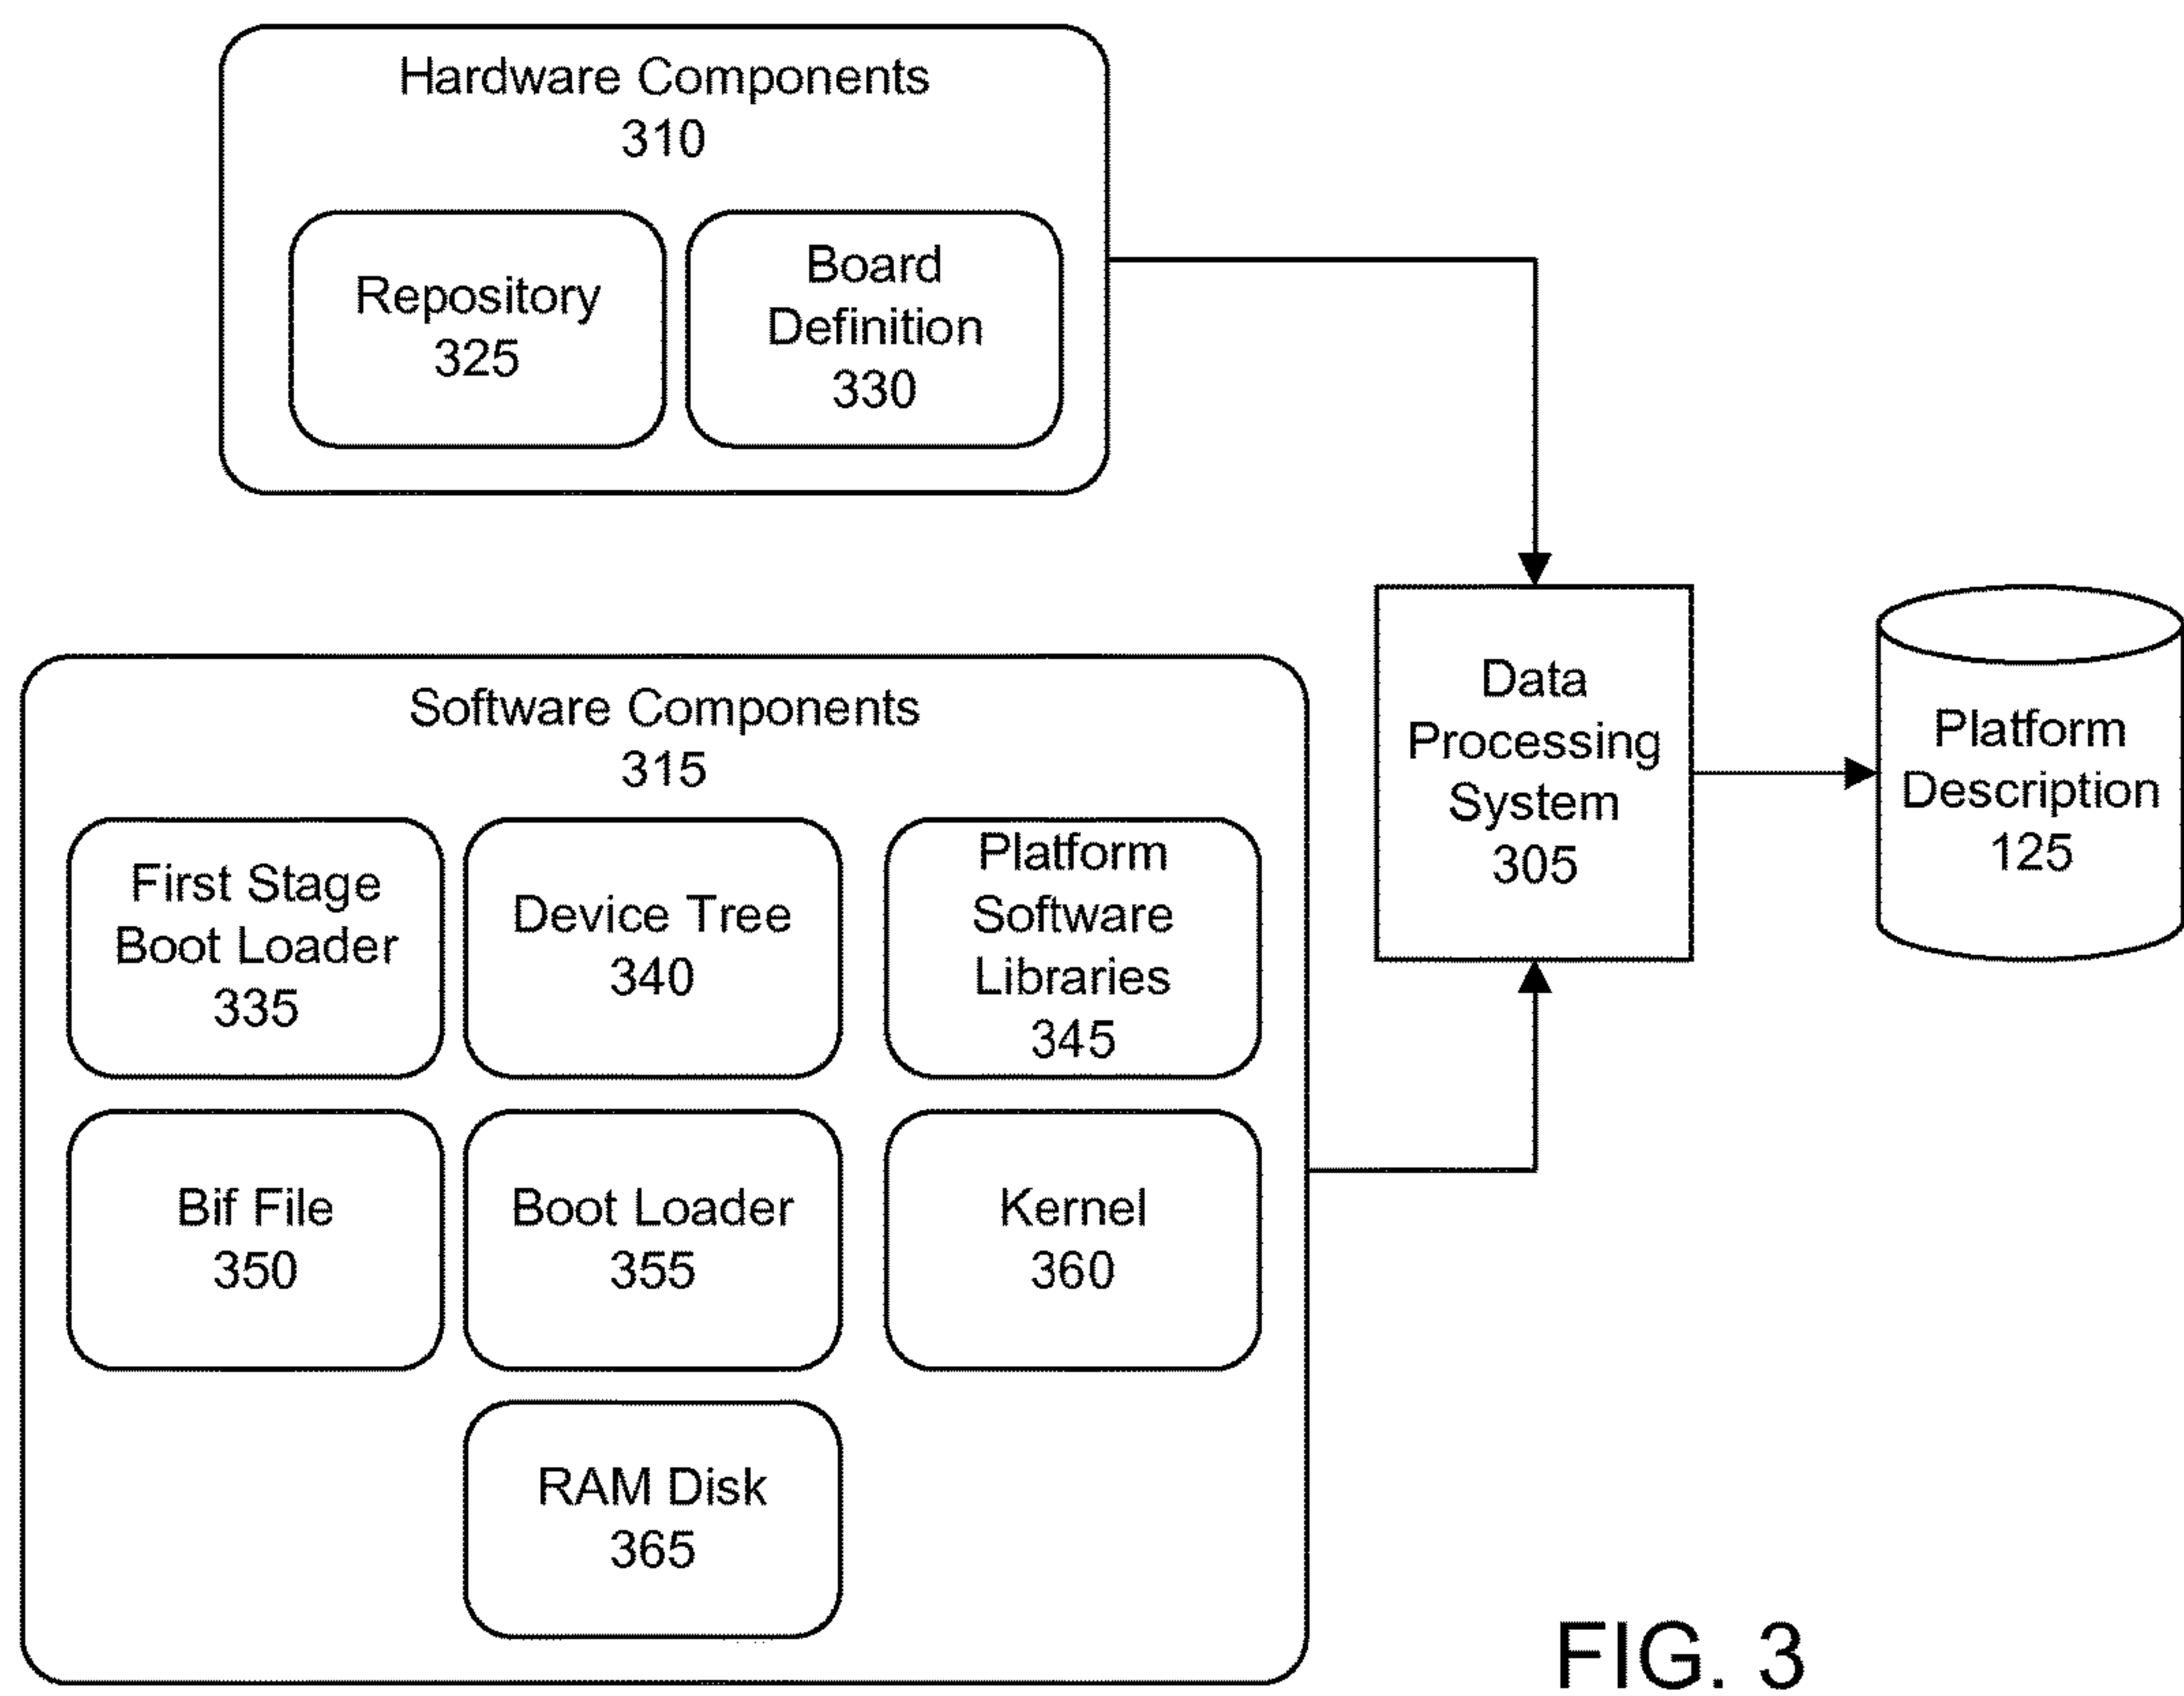 Hardware Components
310
Repository
325
Board
Definition
330
Software Components
315
First Stage
Boot Loader
335
Device Tree
340
Platform
Software
Libraries
345
Bif File
350
Boot Loader
355
Kernel
360
RAM Disk
365
Data
Processing
System
305
Platform
Description
125
FIG. 3